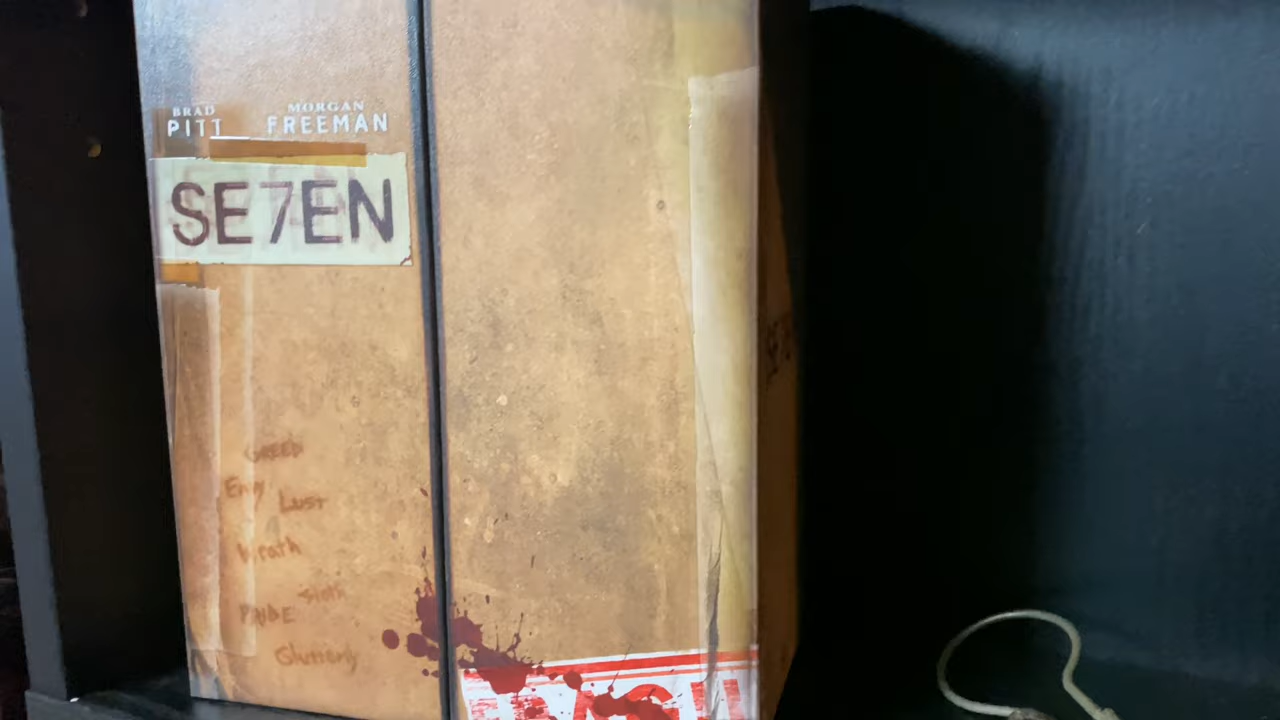 BRAD PITT
MORGAN FREEMAN
SE7EN
GREED
Envy
LUST
Wrath
Sloth
PRIDE
Gluttony